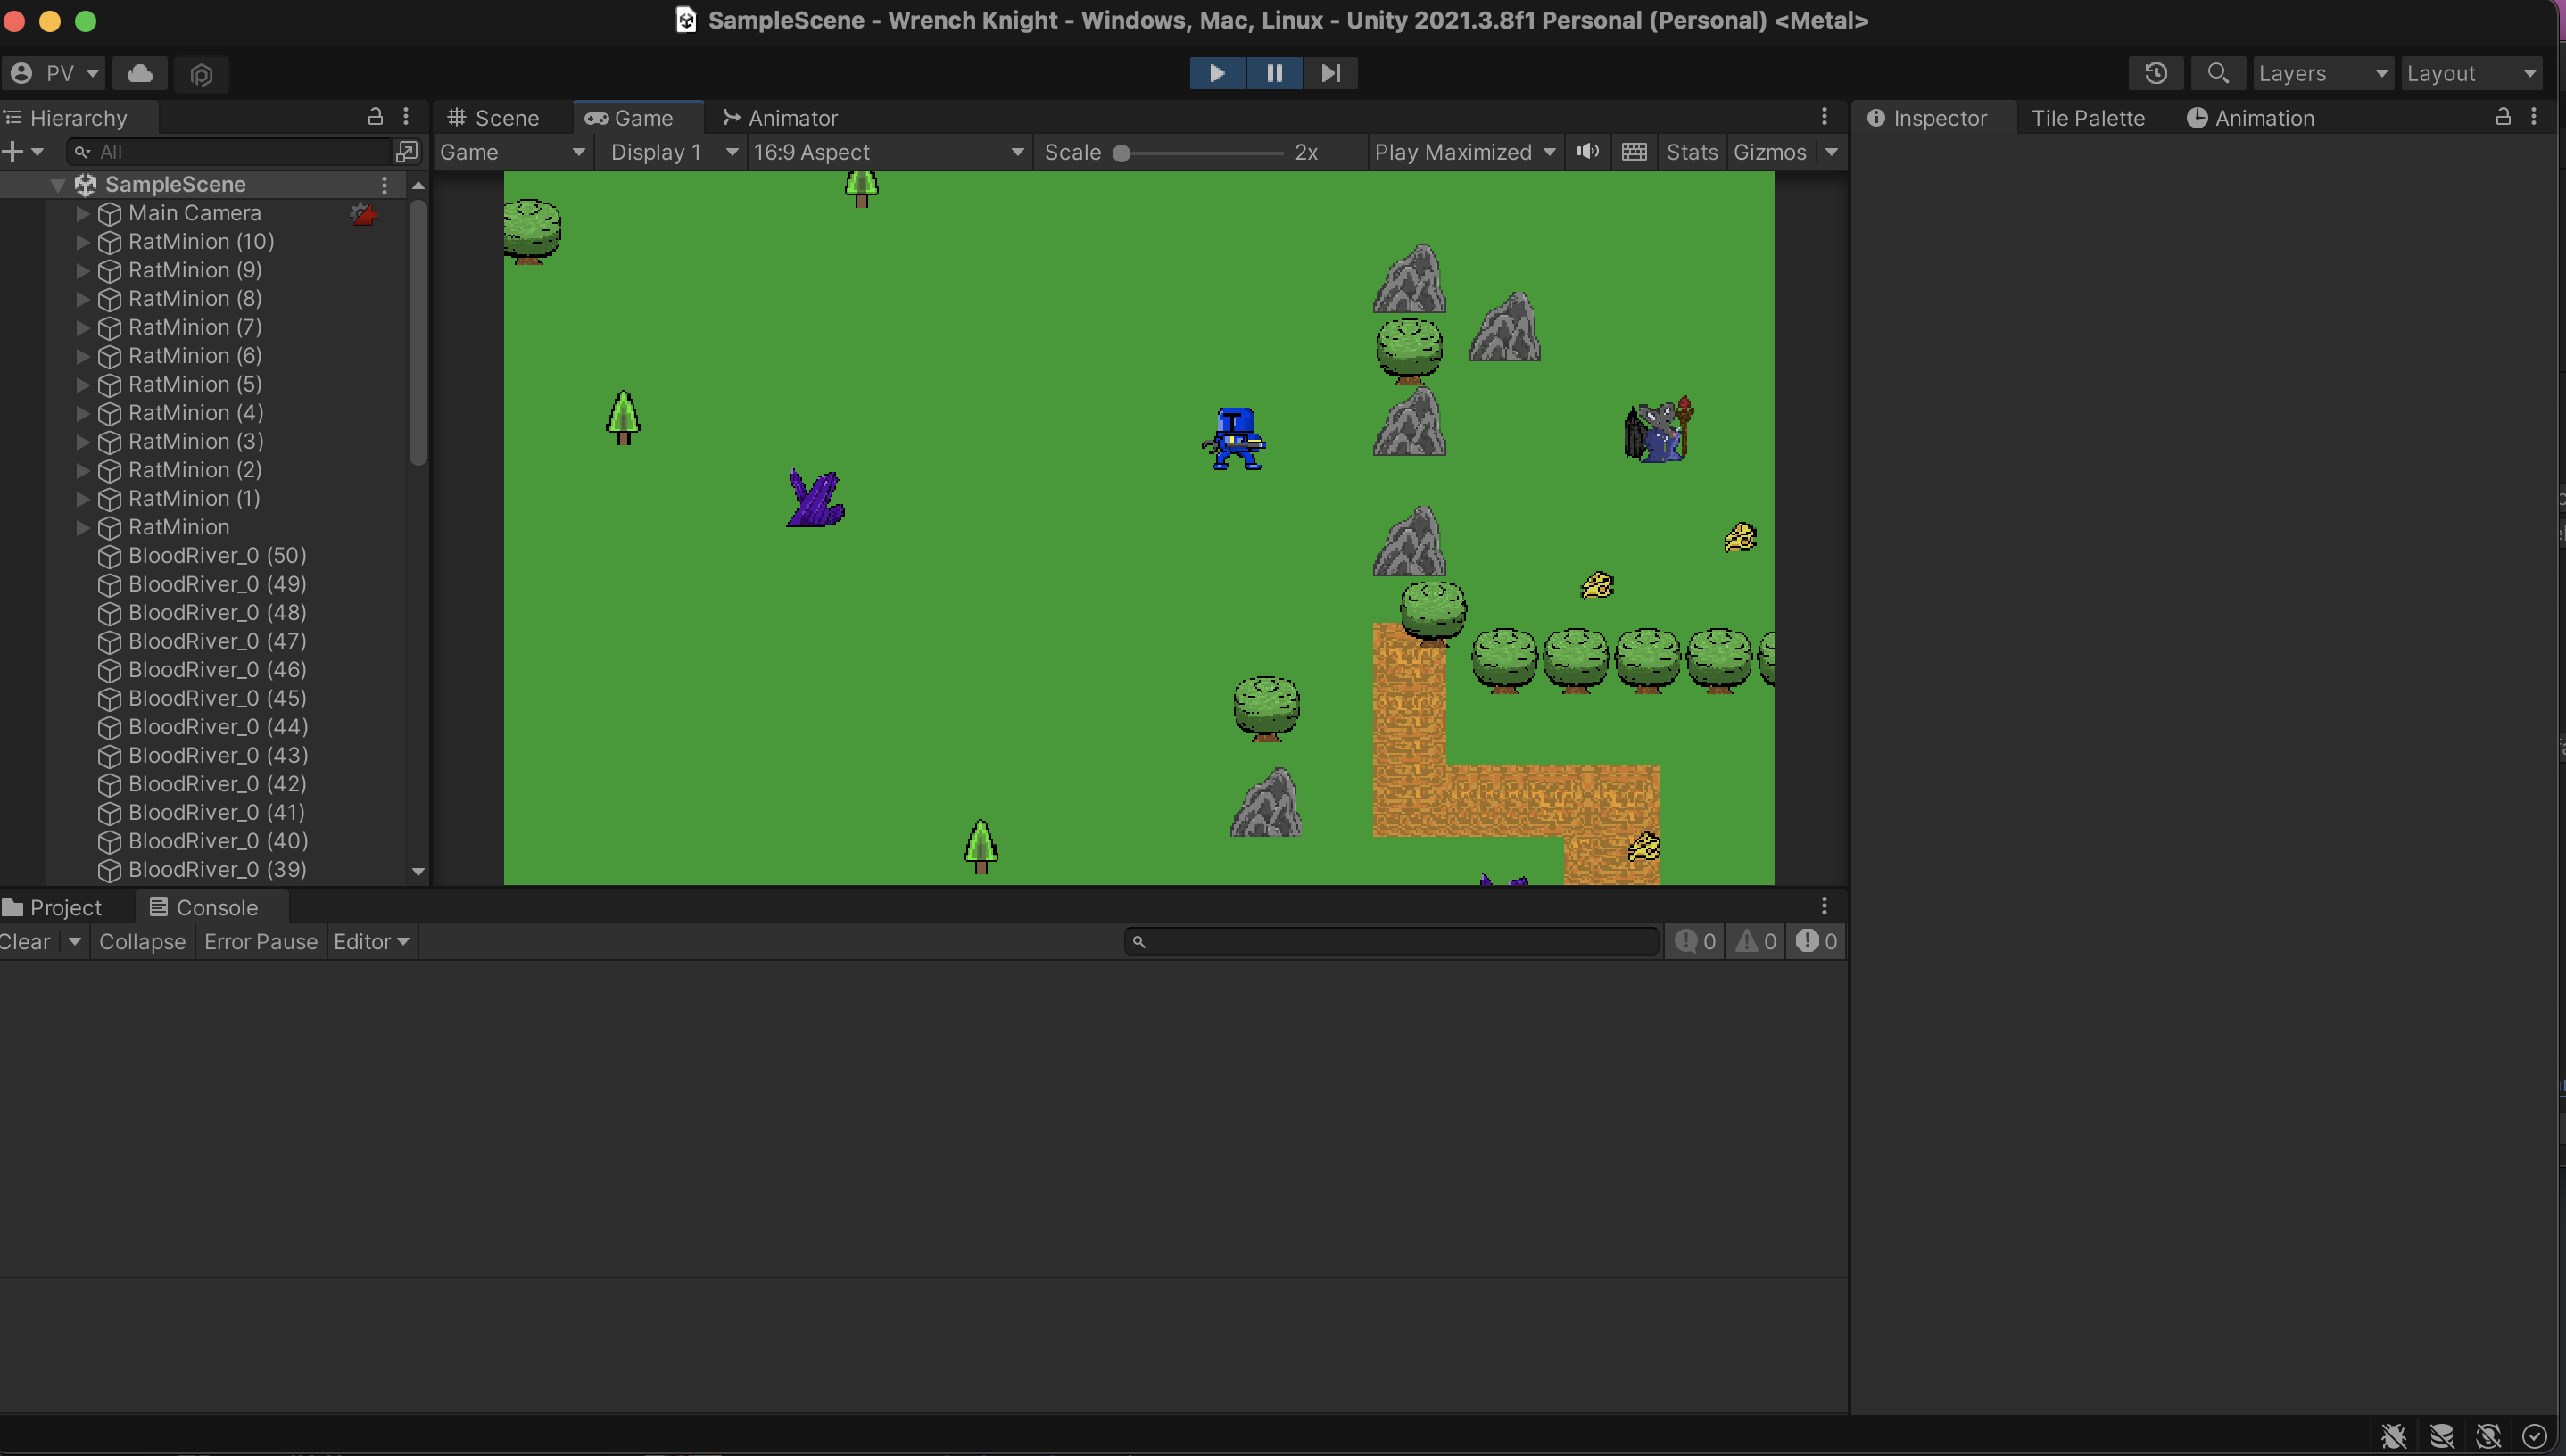 SampleScene - Wrench Knight - Windows, Mac, Linux - Unity 2021.3.8f1 Personal (Personal) <Metal>
PV
Layers
Layout
Hierarchy
Scene
Game
Animator
Inspector
Tile Palette
Animation
All
Game
Display 1
16:9 Aspect
Scale
2x
Play Maximized
Stats
Gizmos
SampleScene
Main Camera
RatMinion (10)
RatMinion (9)
RatMinion (8)
RatMinion (7)
RatMinion (6)
RatMinion (5)
RatMinion (4)
RatMinion (3)
RatMinion (2)
RatMinion (1)
RatMinion
BloodRiver_0 (50)
BloodRiver_0 (49)
BloodRiver_0 (48)
BloodRiver_0 (47)
BloodRiver_0 (46)
BloodRiver_0 (45)
BloodRiver_0 (44)
BloodRiver_0 (43)
BloodRiver_0 (42)
BloodRiver_0 (41)
BloodRiver_0 (40)
BloodRiver_0 (39)
Project
Console
Clear
Collapse
Error Pause
Editor
0
0
0